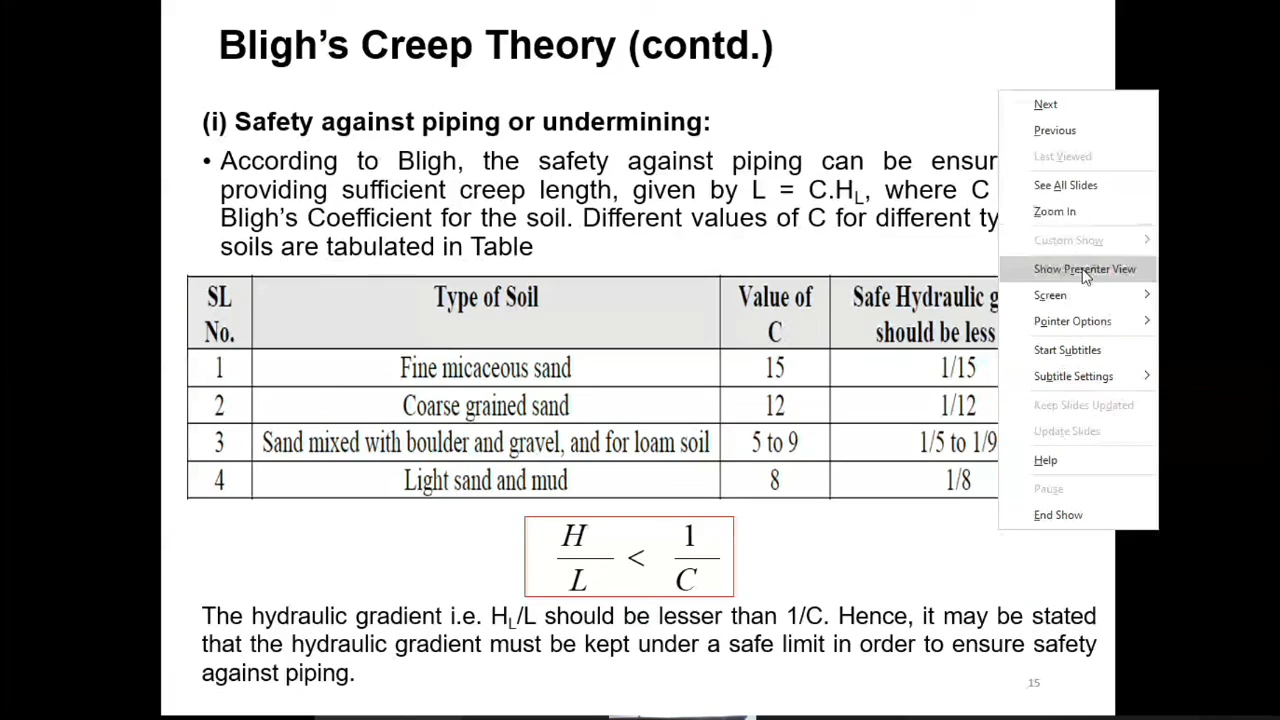 Bligh’s Creep Theory (contd.)
(i) Safety against piping or undermining:
• According to Bligh, the safety against piping can be ensur
providing sufficient creep length, given by L = C.HL, where C
Bligh’s Coefficient for the soil. Different values of C for different ty
soils are tabulated in Table
SL No. Type of Soil Value of C Safe Hydraulic g should be less
1 Fine micaceous sand 15 1/15
2 Coarse grained sand 12 1/12
3 Sand mixed with boulder and gravel, and for loam soil 5 to 9 1/5 to 1/9
4 Light sand and mud 8 1/8
H/L < 1/C
The hydraulic gradient i.e. HL/L should be lesser than 1/C. Hence, it may be stated
that the hydraulic gradient must be kept under a safe limit in order to ensure safety
against piping.
15
Next
Previous
Last Viewed
See All Slides
Zoom In
Custom Show
Show Presenter View
Screen
Pointer Options
Start Subtitles
Subtitle Settings
Keep Slides Updated
Update Slides
Help
Pause
End Show